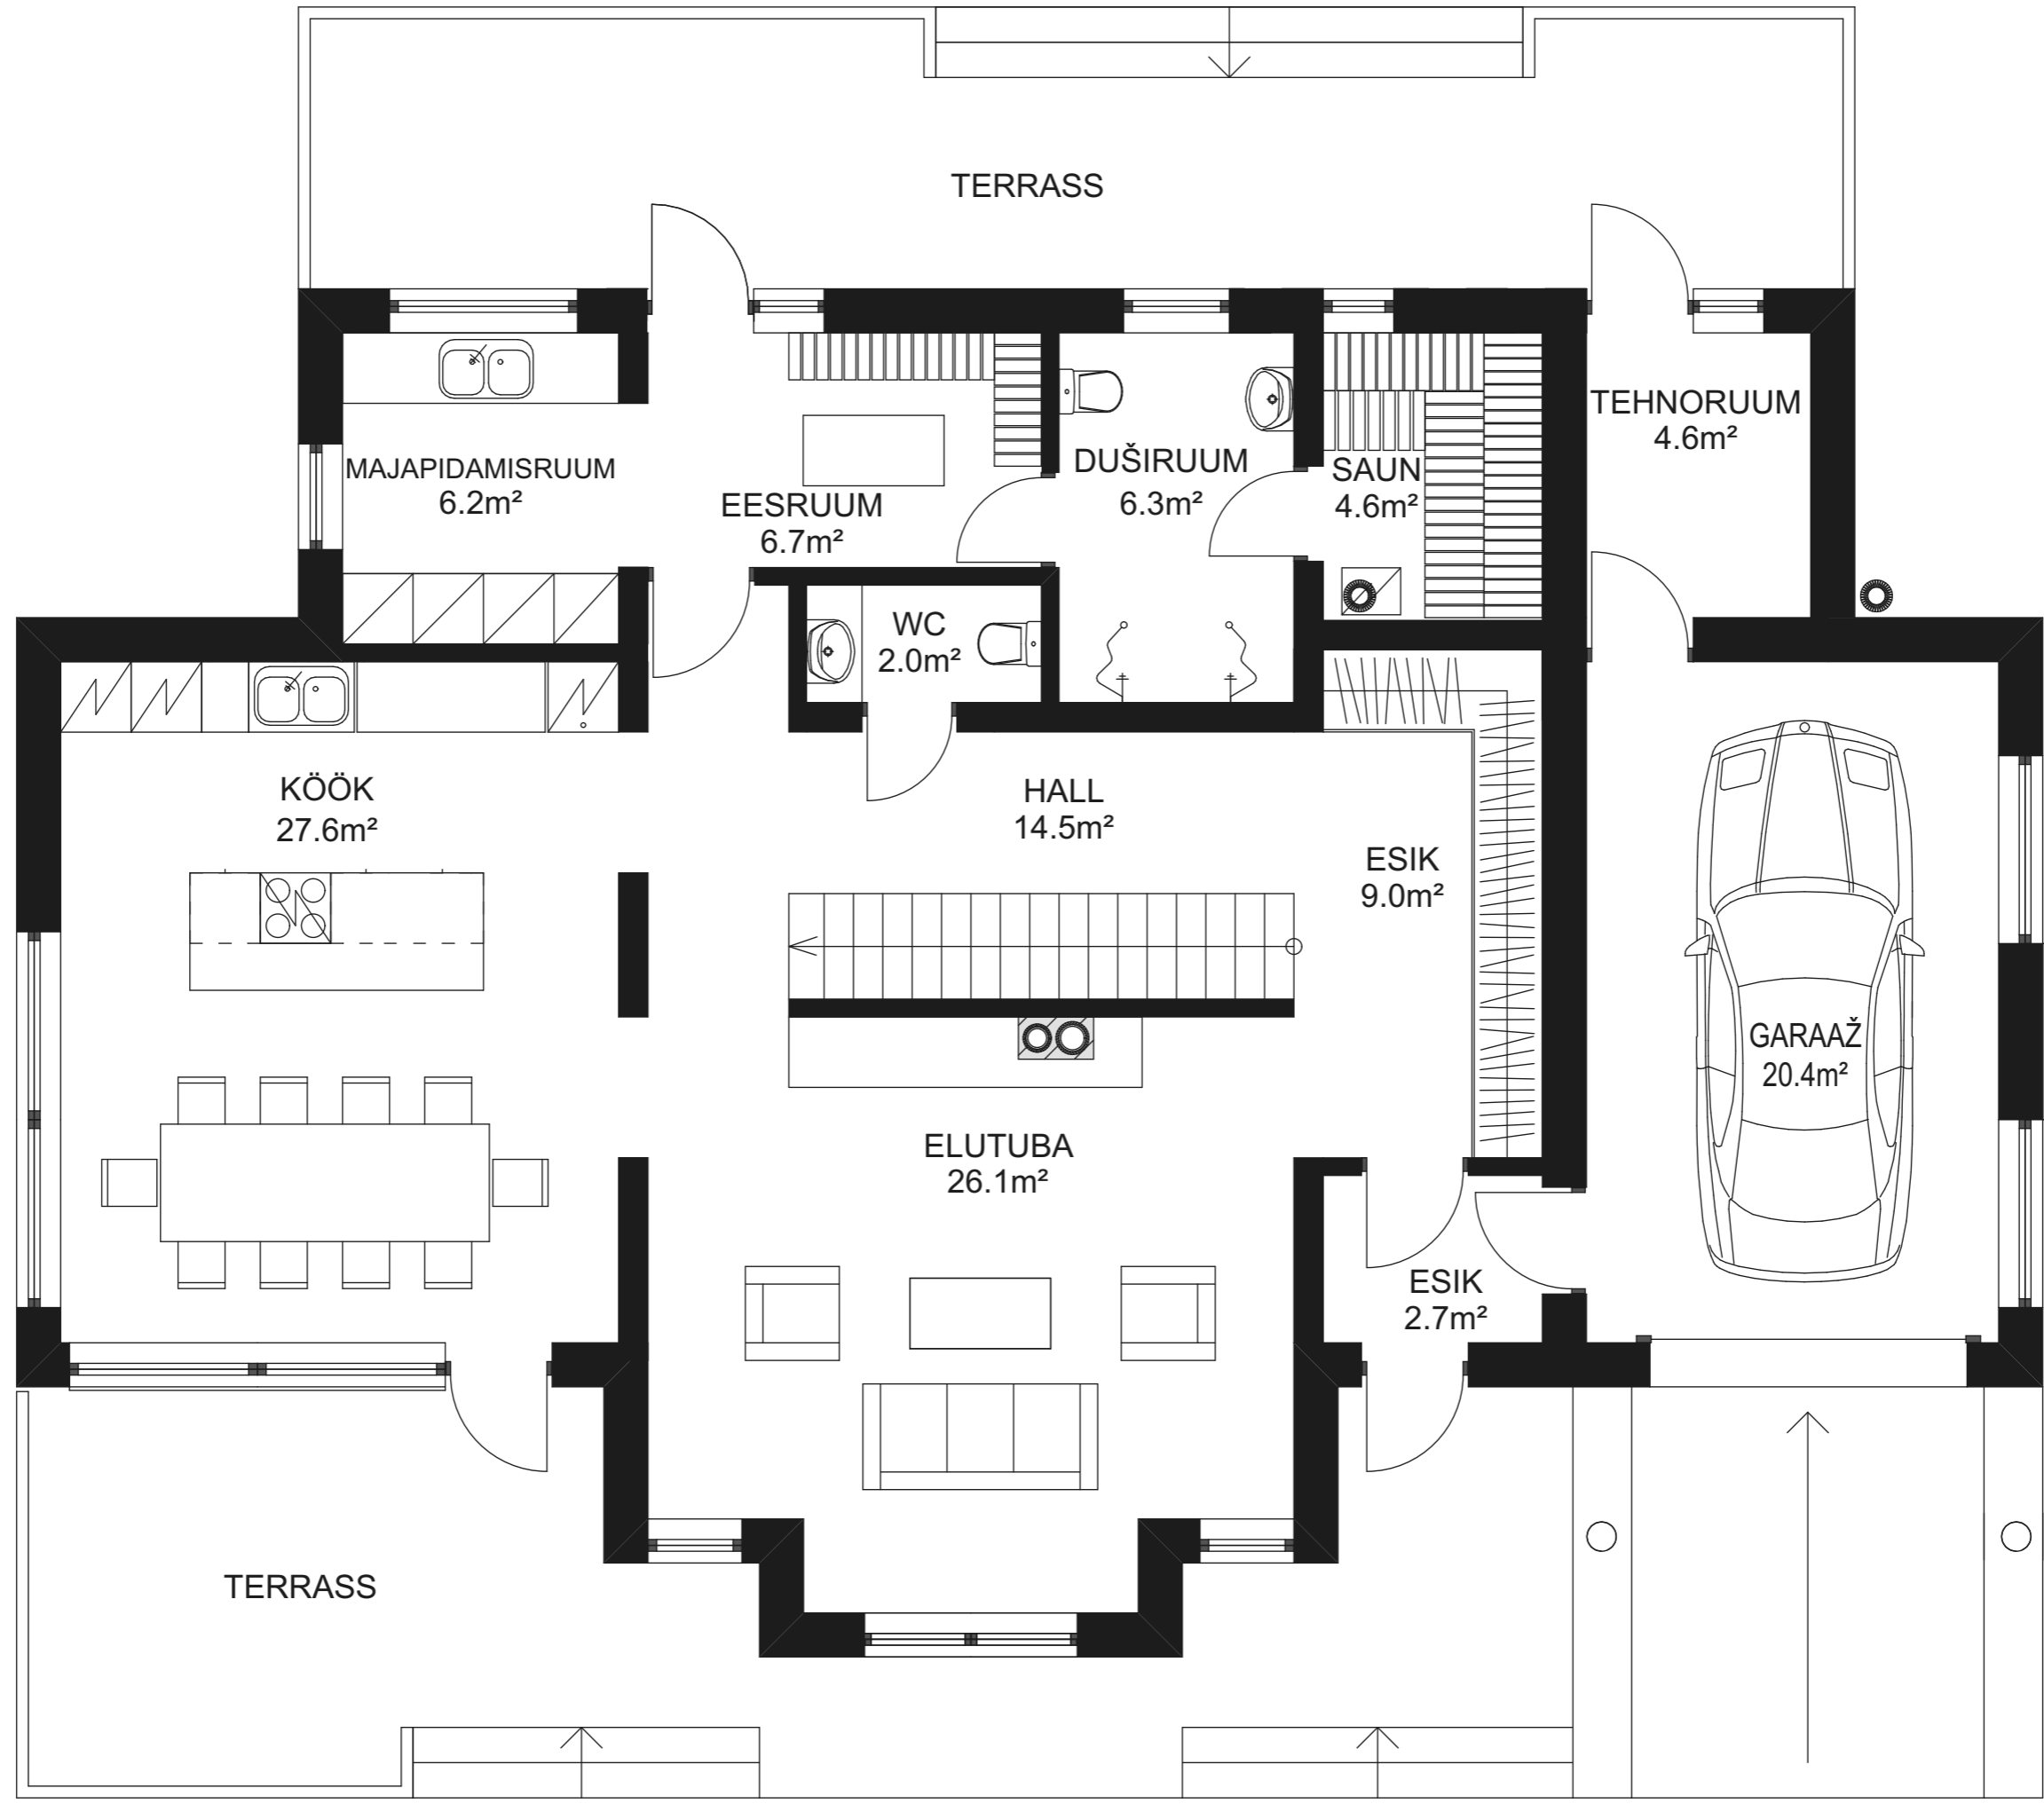 TERRASS
TEHNORUUM
4.6m²
MAJAPIDAMISRUUM
6.2m²
EESRUUM
6.7m²
DUŠIRUUM
6.3m²
SAUN
4.6m²
WC
2.0m²
KÖÖK
27.6m²
HALL
14.5m²
ESIK
9.0m²
GARAAŽ
20.4m²
ELUTUBA
26.1m²
ESIK
2.7m²
TERRASS